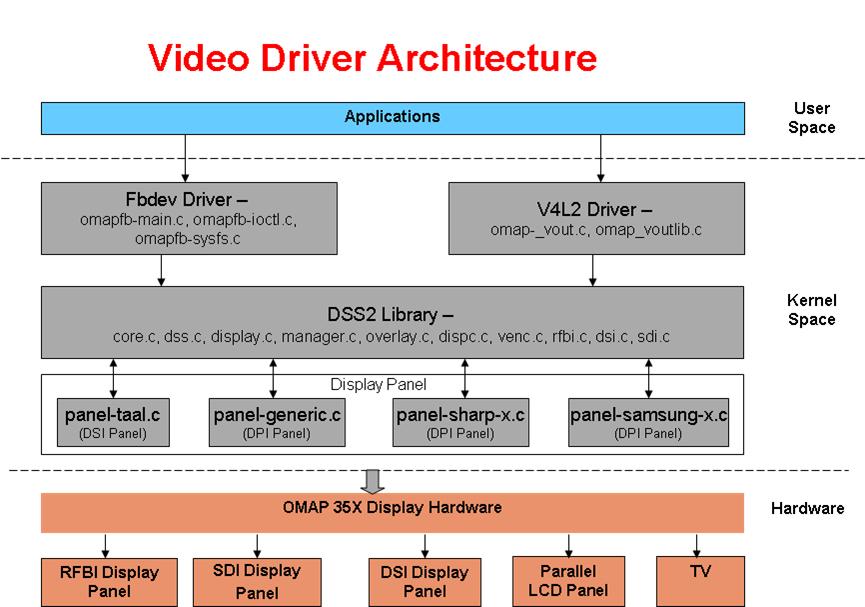 Video Driver Architecture
Applications
User
Space
Fbdev Driver –
omapfb-main.c, omapfb-ioctl.c,
omapfb-sysfs.c
V4L2 Driver –
omap-_vout.c, omap_voutlib.c
DSS2 Library –
core.c, dss.c, display.c, manager.c, overlay.c, dispc.c, venc.c, rfbi.c, dsi.c, sdi.c
Kernel
Space
Display Panel
panel-taal.c
(DSI Panel)
panel-generic.c
(DPI Panel)
panel-sharp-x.c
(DPI Panel)
panel-samsung-x.c
(DPI Panel)
OMAP 35X Display Hardware
Hardware
RFBI Display
Panel
SDI Display
Panel
DSI Display
Panel
Parallel
LCD Panel
TV